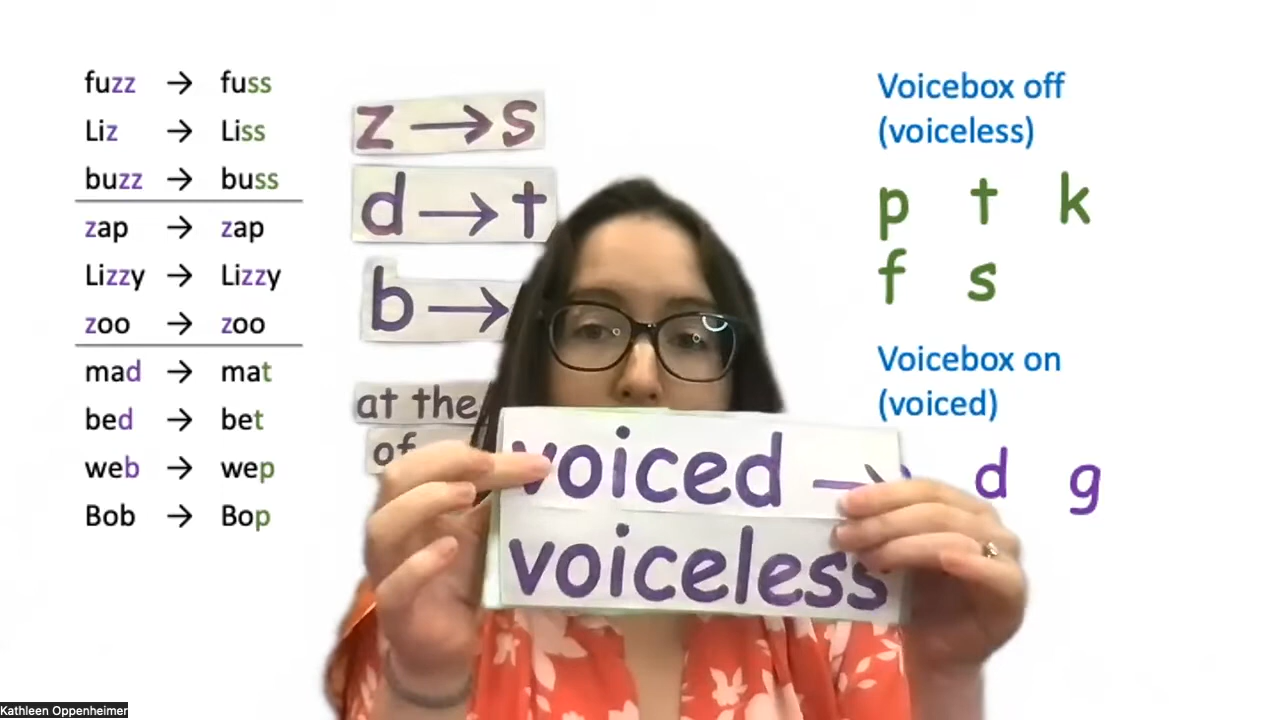 fuzz → fuss
Liz → Liss
buzz → buss
zap → zap
Lizzy → Lizzy
zoo → zoo
mad → mat
bed → bet
web → wep
Bob → Bop
z → s
d → t
b →
at the
of
voiced →
voiceless
Voicebox off
(voiceless)
p t k
f s
Voicebox on
(voiced)
d g
Kathleen Oppenheimer